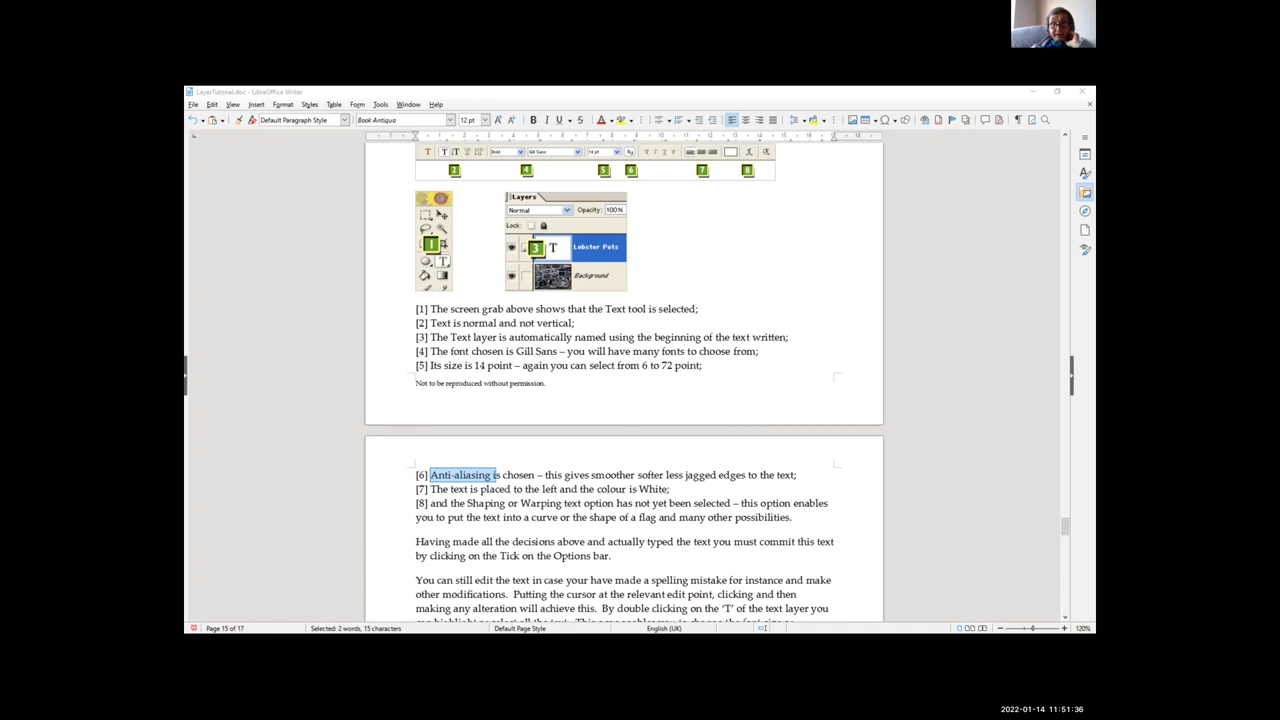 LayerTutorial.doc - LibreOffice Writer
File Edit View Insert Format Styles Table Form Tools Window Help
Default Paragraph Style Book Antiqua 12 pt
Bold Gill Sans 14 pt
2 4 5 6 7 8
Layers
Normal Opacity: 100%
Lock:
1
3 T Lobster Pots
Background
[1] The screen grab above shows that the Text tool is selected;
[2] Text is normal and not vertical;
[3] The Text layer is automatically named using the beginning of the text written;
[4] The font chosen is Gill Sans – you will have many fonts to choose from;
[5] Its size is 14 point – again you can select from 6 to 72 point;
Not to be reproduced without permission.
[6] Anti-aliasing is chosen – this gives smoother softer less jagged edges to the text;
[7] The text is placed to the left and the colour is White;
[8] and the Shaping or Warping text option has not yet been selected – this option enables
you to put the text into a curve or the shape of a flag and many other possibilities.
Having made all the decisions above and actually typed the text you must commit this text
by clicking on the Tick on the Options bar.
You can still edit the text in case your have made a spelling mistake for instance and make
other modifications.  Putting the cursor at the relevant edit point, clicking and then
making any alteration will achieve this.  By double clicking on the ‘T’ of the text layer you
Page 15 of 17 Selected: 2 words, 15 characters Default Page Style English (UK) 120%
2022-01-14 11:51:36